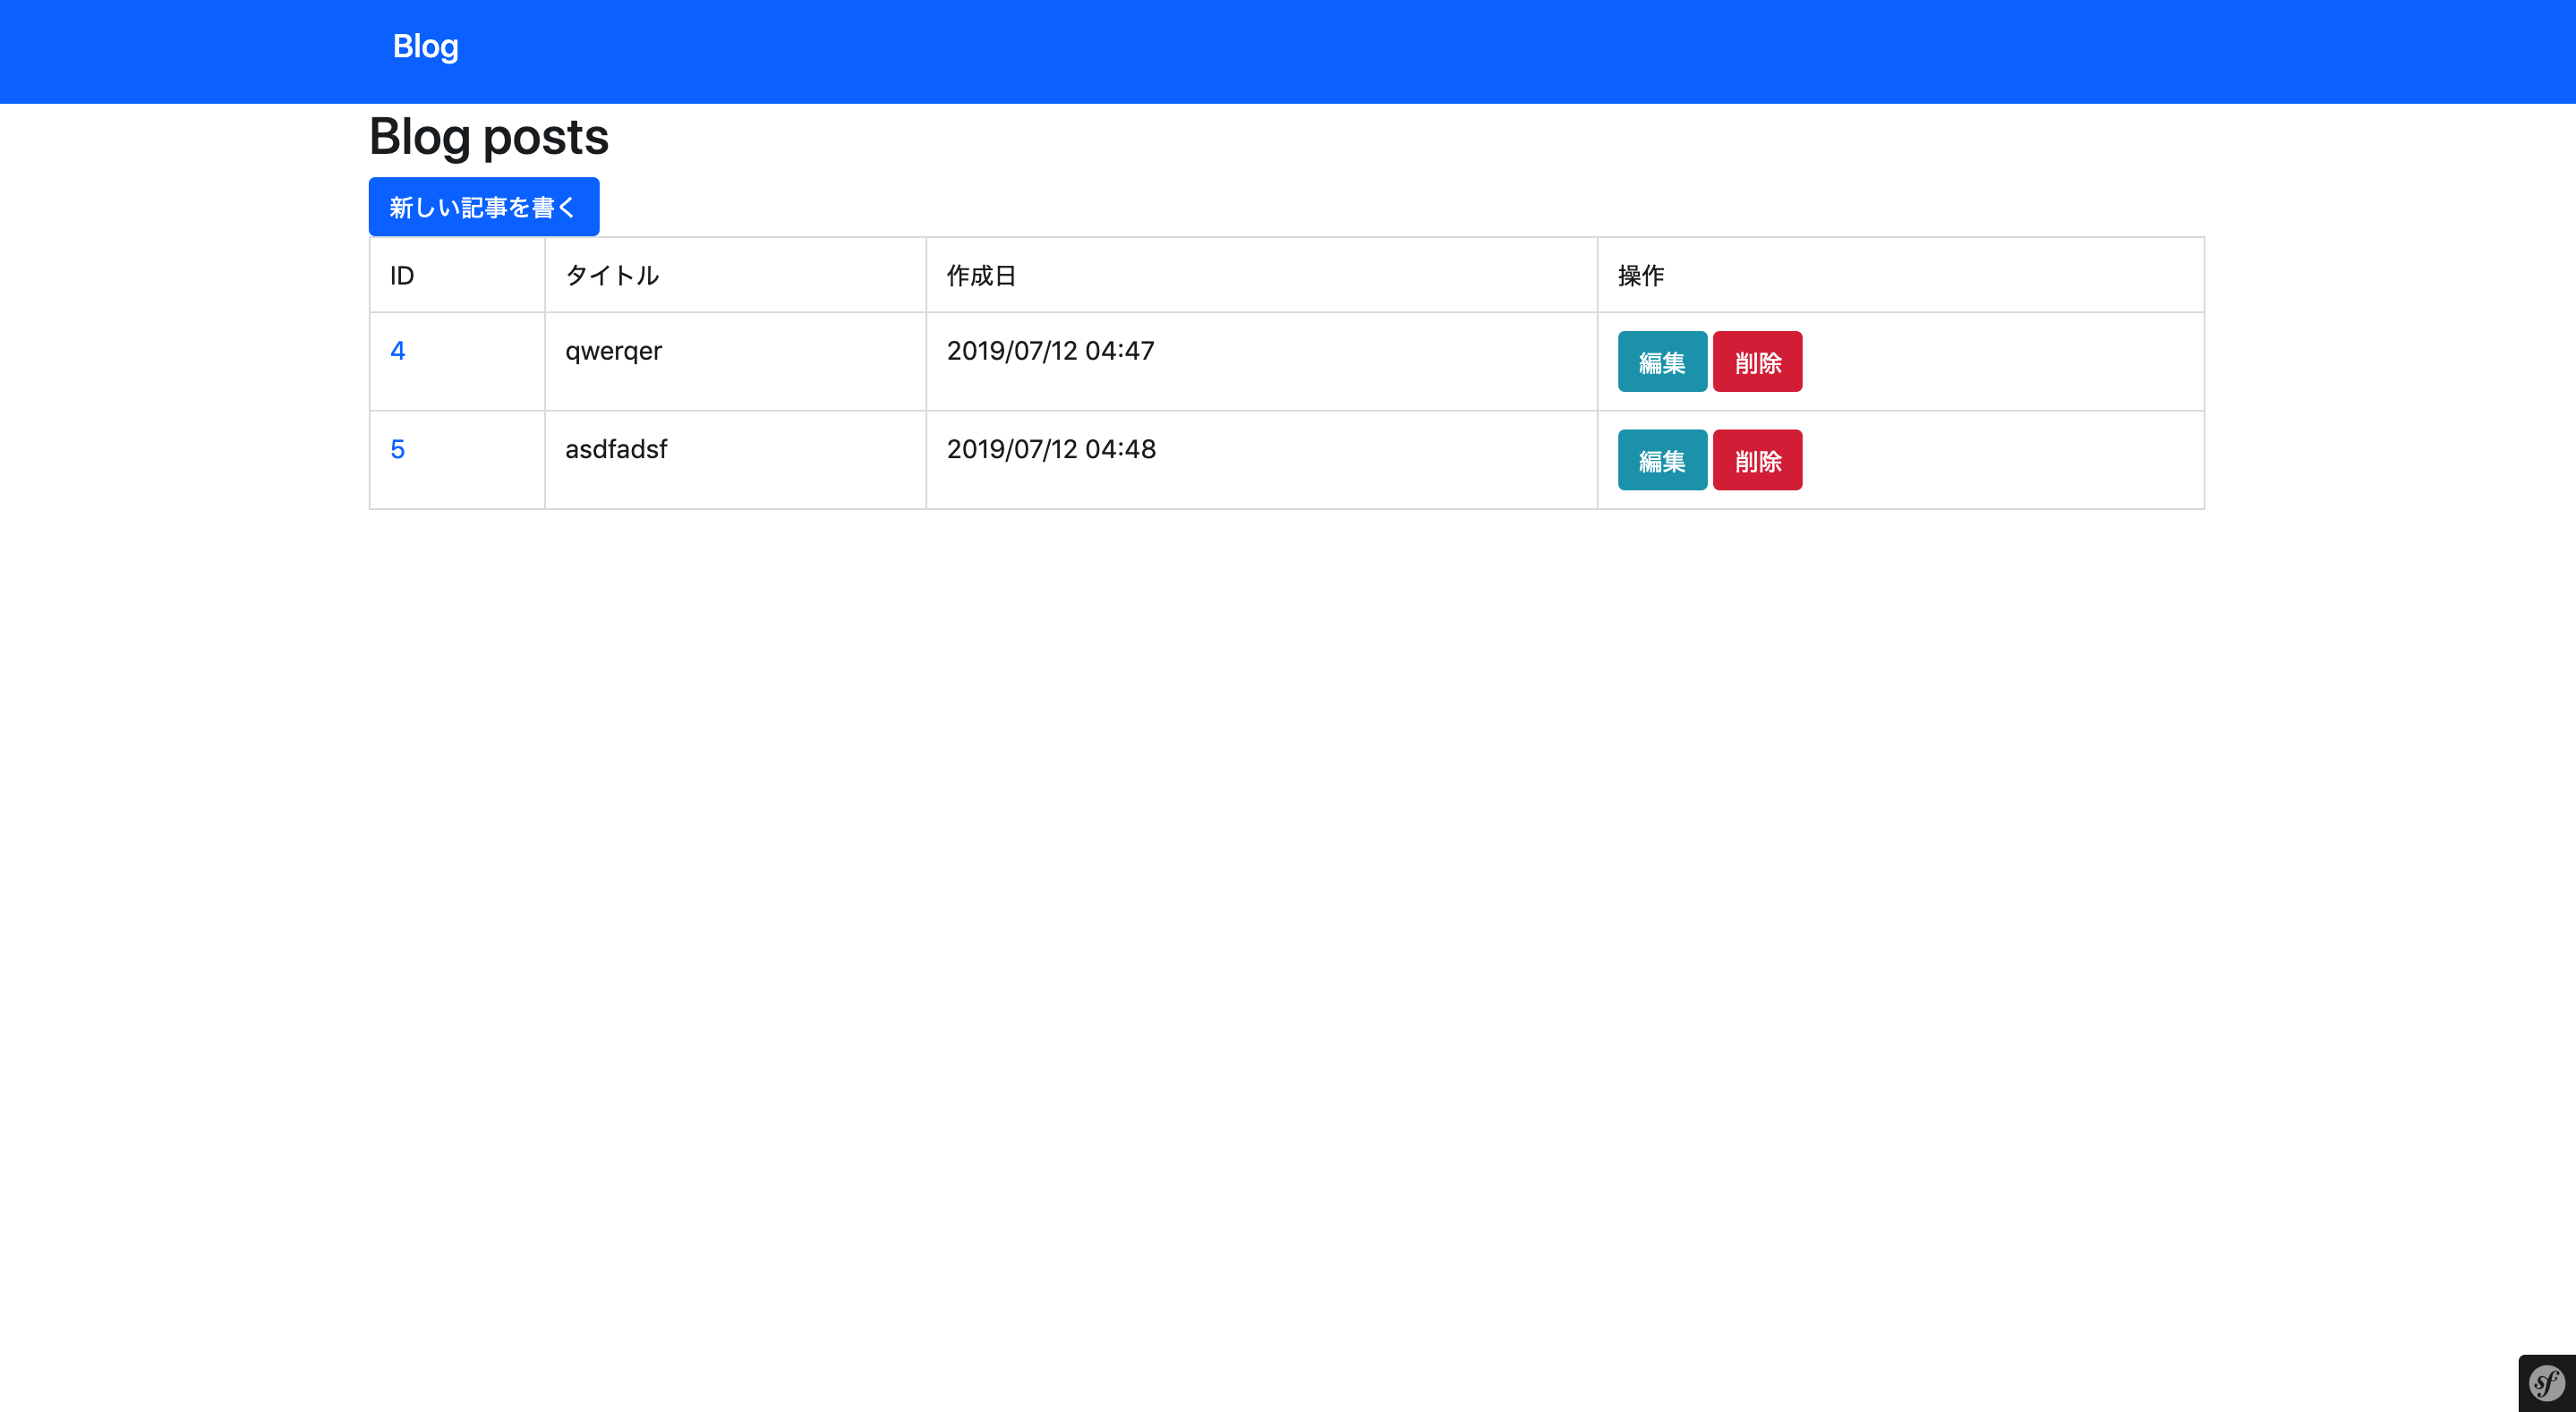 Blog
Blog posts
新しい記事を書く
ID タイトル 作成日 操作
4 qwerqer 2019/07/12 04:47 編集 削除
5 asdfadsf 2019/07/12 04:48 編集 削除
sf